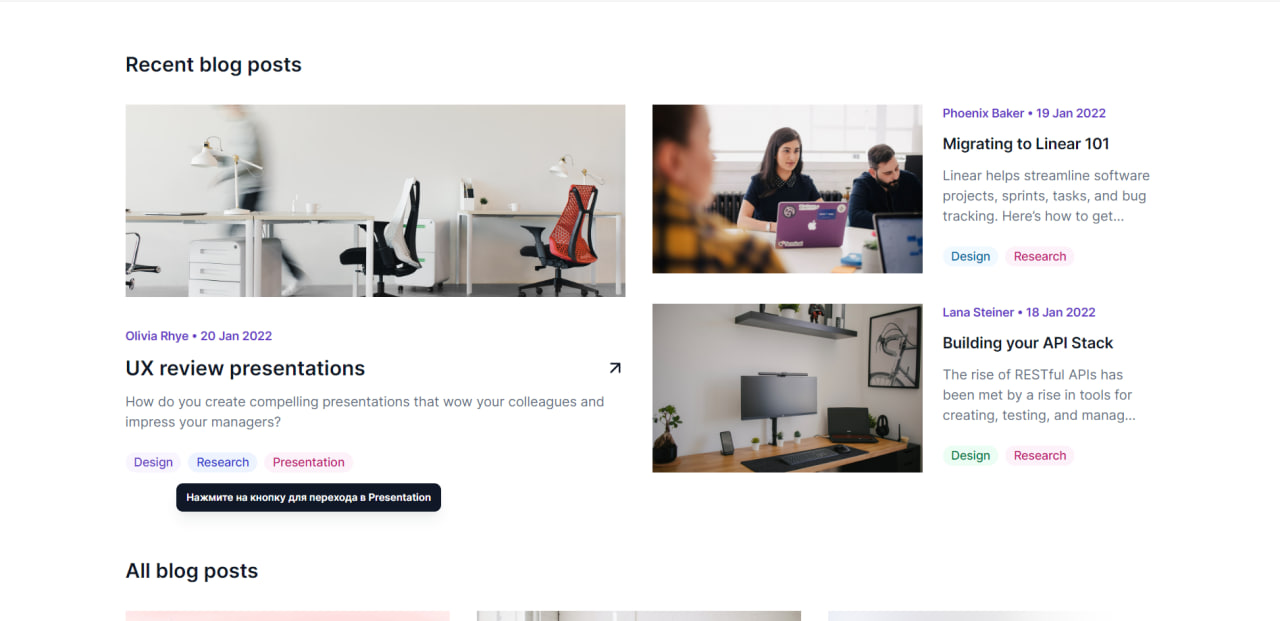 Recent blog posts
Olivia Rhye • 20 Jan 2022
UX review presentations
How do you create compelling presentations that wow your colleagues and
impress your managers?
Design Research Presentation
Нажмите на кнопку для перехода в Presentation
Phoenix Baker • 19 Jan 2022
Migrating to Linear 101
Linear helps streamline software
projects, sprints, tasks, and bug
tracking. Here’s how to get...
Design Research
Lana Steiner • 18 Jan 2022
Building your API Stack
The rise of RESTful APIs has
been met by a rise in tools for
creating, testing, and manag...
Design Research
All blog posts